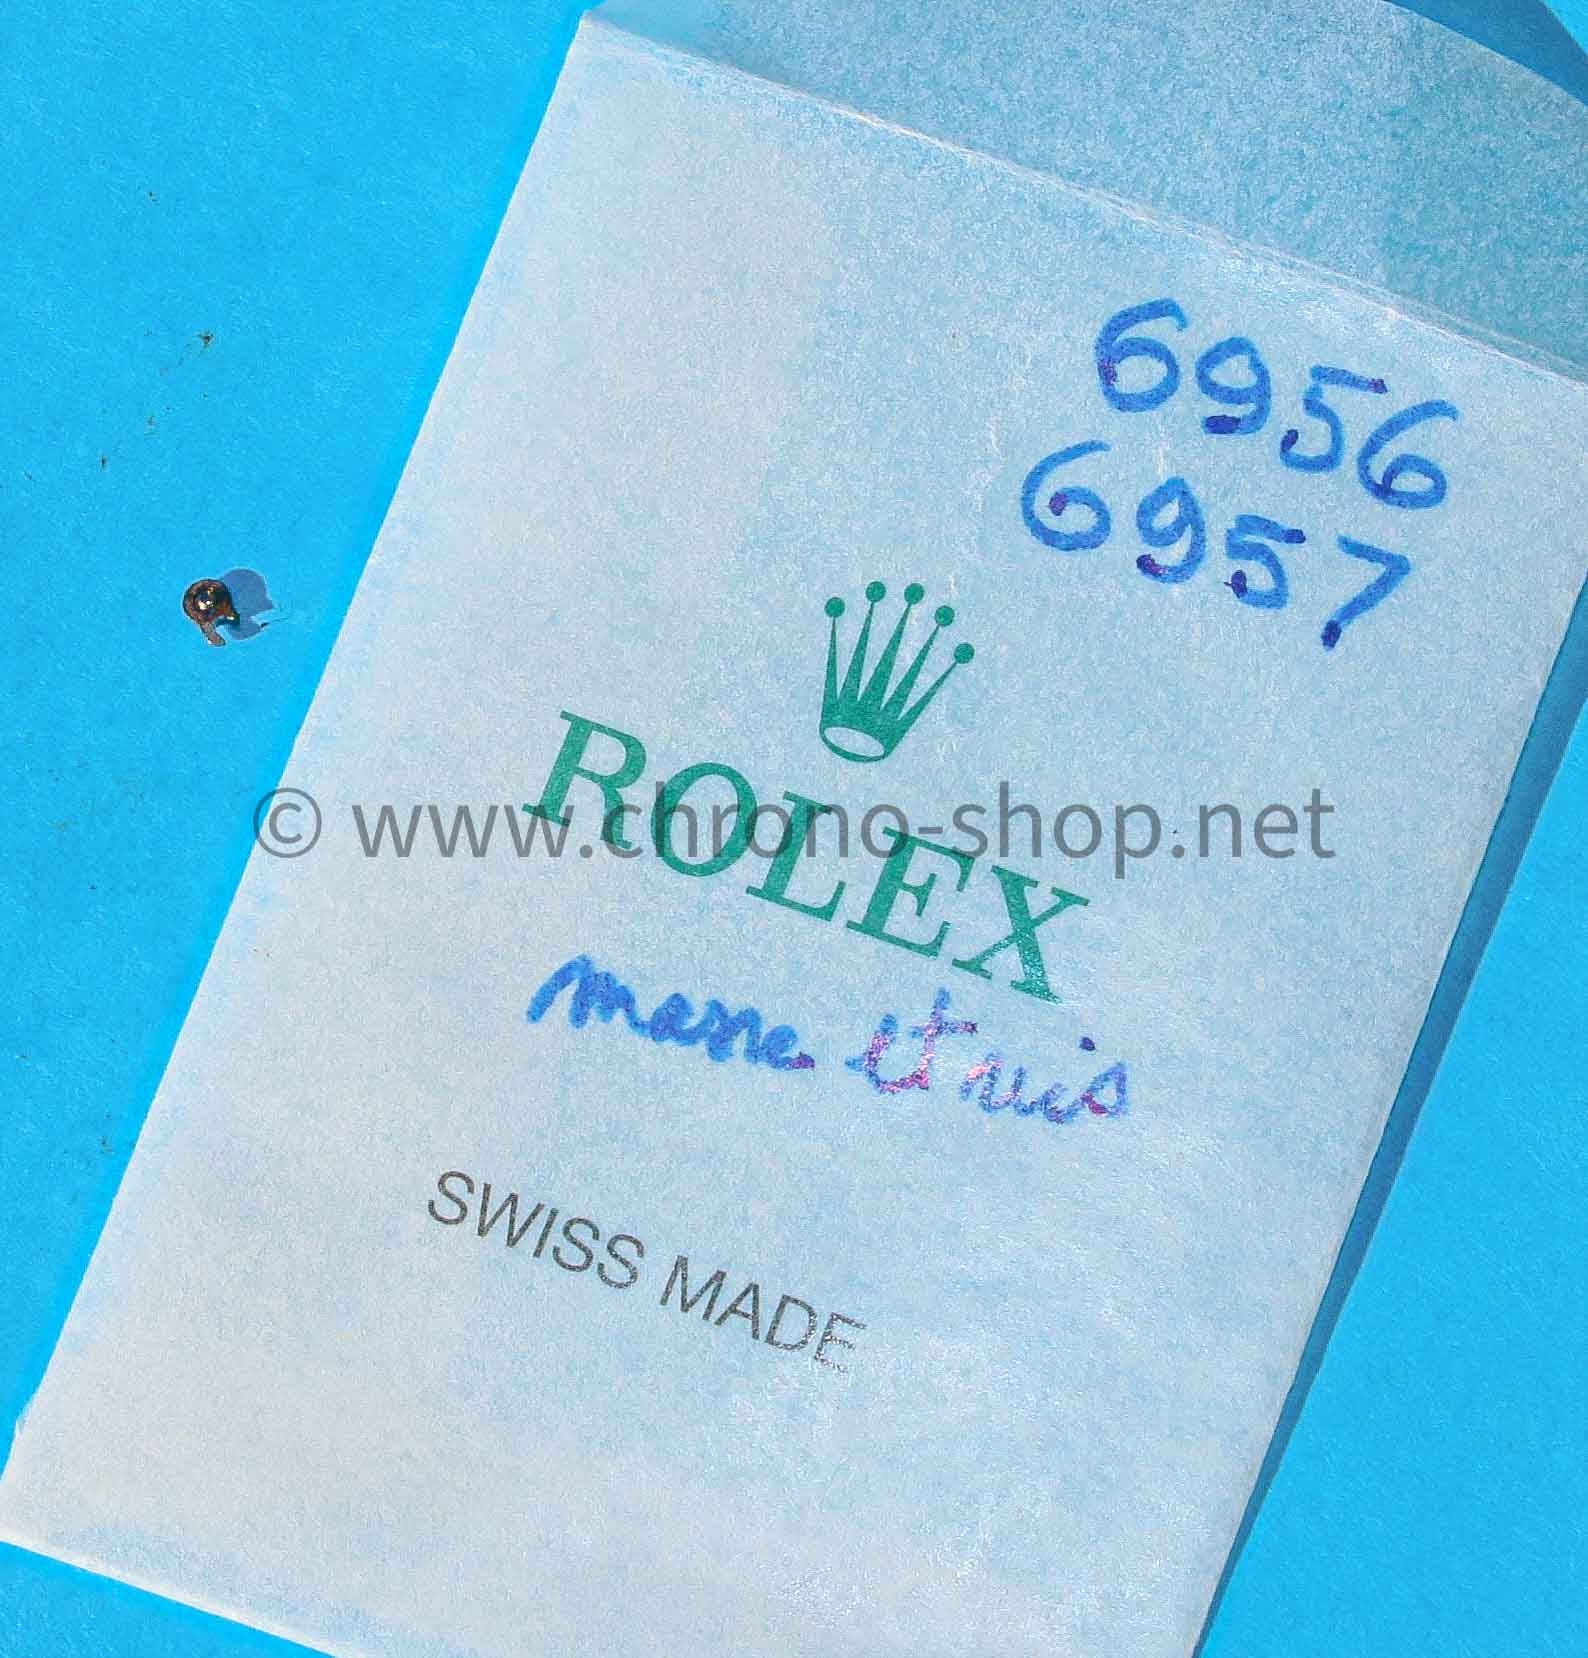 6956
6957
ROLEX
© www.chrono-shop.net
masse et vis
SWISS MADE